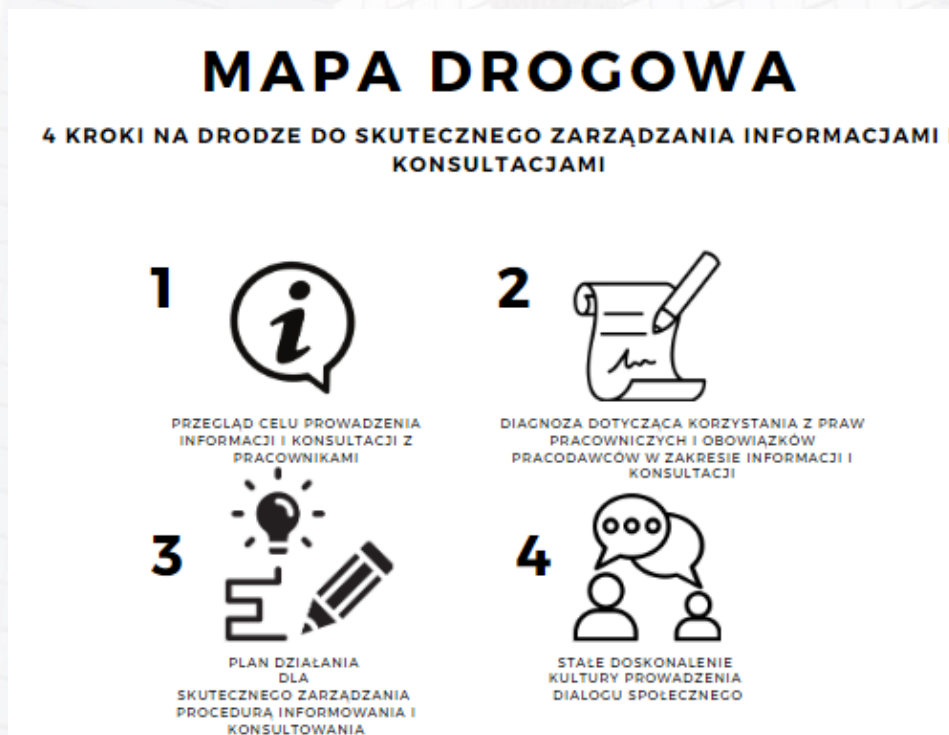 MAPA DROGOWA
4 KROKI NA DRODZE DO SKUTECZNEGO ZARZĄDZANIA INFORMACJAMI I
KONSULTACJAMI
1
PRZEGLĄD CELU PROWADZENIA
INFORMACJI I KONSULTACJI Z
PRACOWNIKAMI
2
DIAGNOZA DOTYCZĄCA KORZYSTANIA Z PRAW
PRACOWNICZYCH I OBOWIĄZKÓW
PRACODAWCÓW W ZAKRESIE INFORMACJI I
KONSULTACJI
3
PLAN DZIAŁANIA
DLA
SKUTECZNEGO ZARZĄDZANIA
PROCEDURĄ INFORMOWANIA I
KONSULTOWANIA
4
STAŁE DOSKONALENIE
KULTURY PROWADZENIA
DIALOGU SPOŁECZNEGO